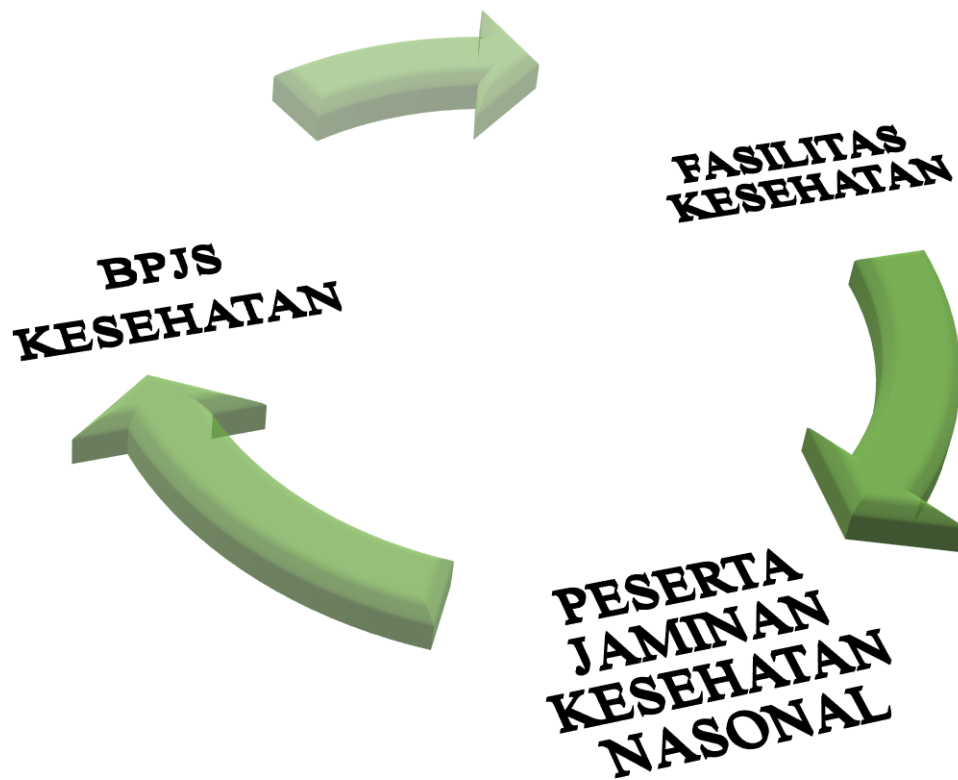 FASILITAS
KESEHATAN
BPJS
KESEHATAN
PESERTA
JAMINAN
KESEHATAN
NASONAL